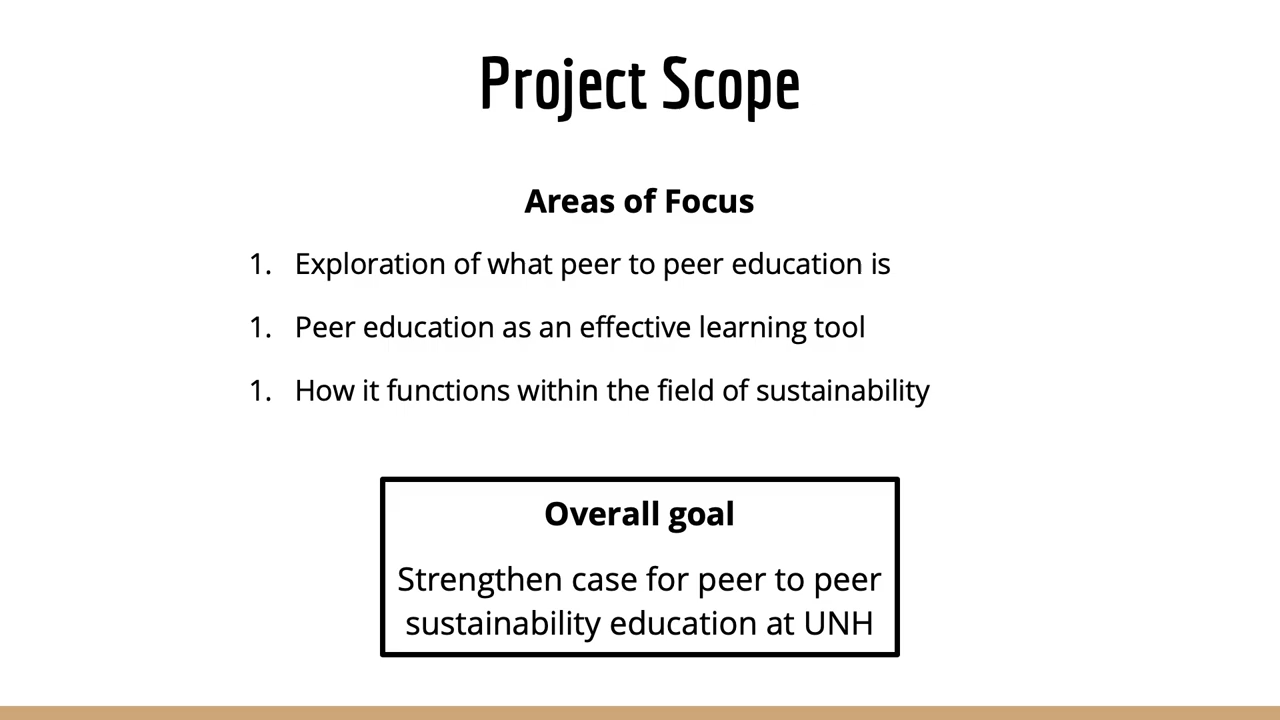 Project Scope
Areas of Focus
1. Exploration of what peer to peer education is
1. Peer education as an effective learning tool
1. How it functions within the field of sustainability
Overall goal
Strengthen case for peer to peer
sustainability education at UNH